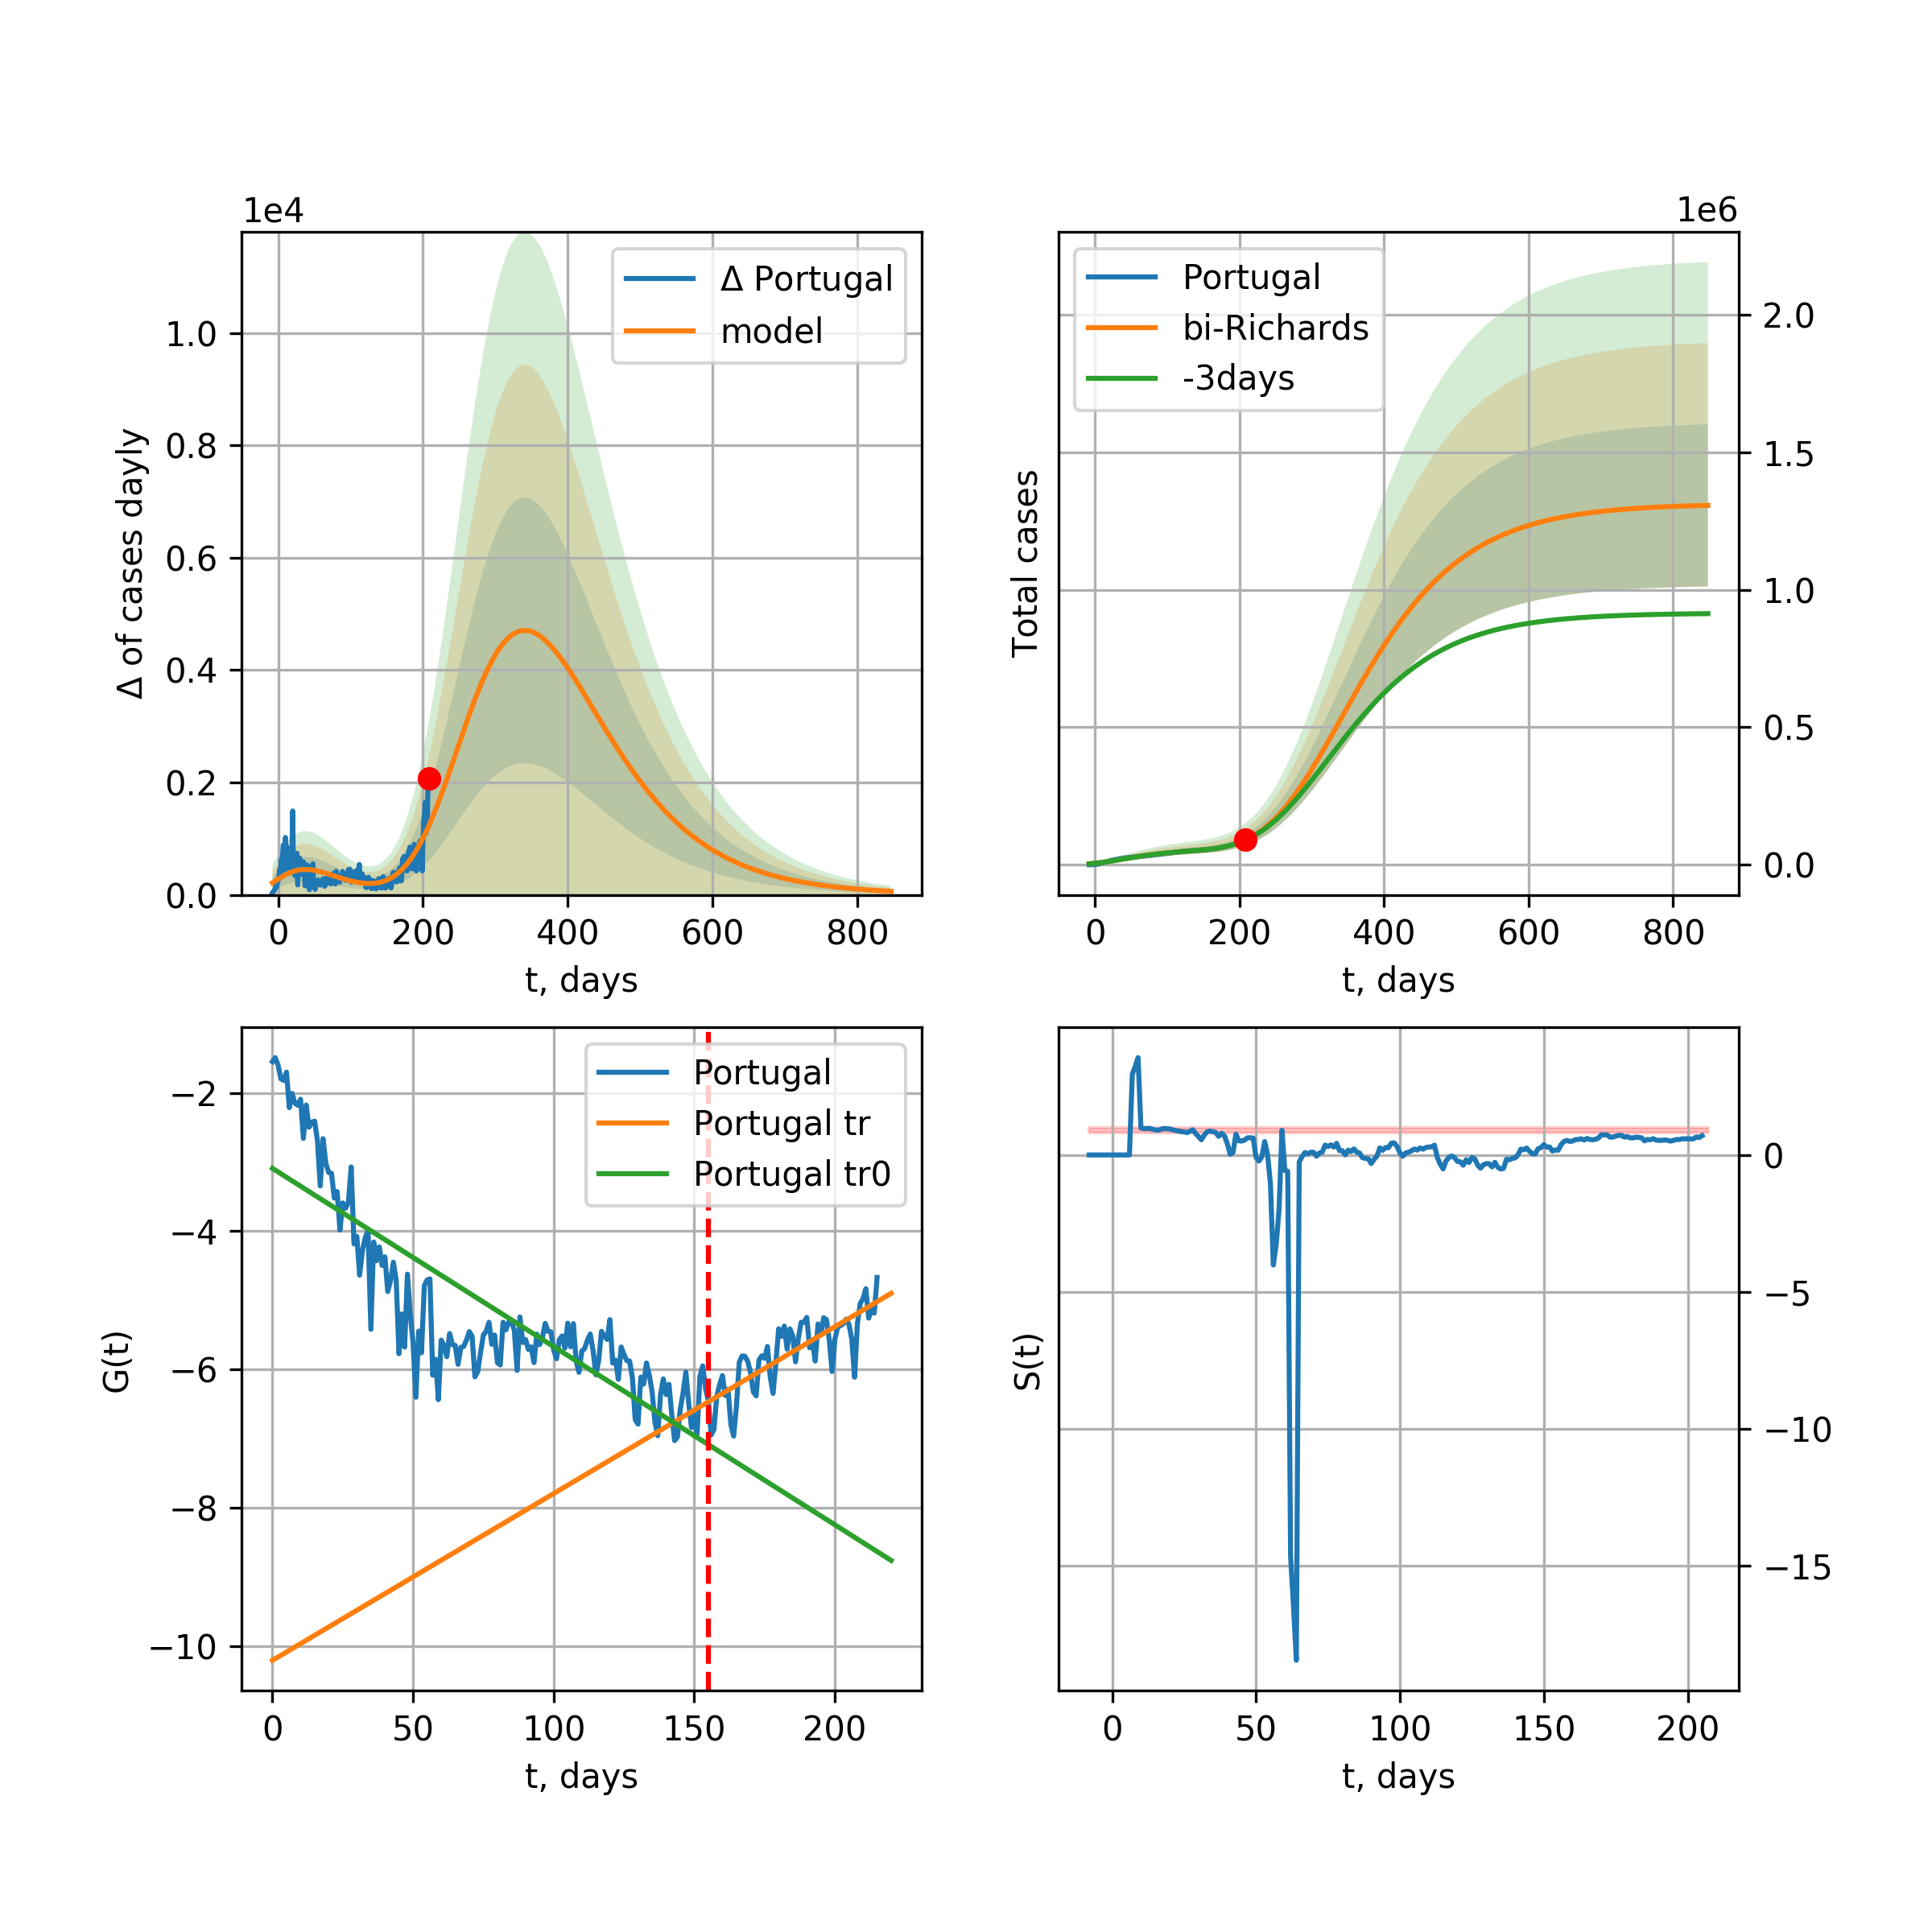 1e4
Δ of cases dayly
1.0
0.8
0.6
0.4
0.2
0.0
Δ Portugal
model
0 200 400 600 800
t, days
1e6
Total cases
Portugal
bi-Richards
-3days
2.0
1.5
1.0
0.5
0.0
0 200 400 600 800
t, days
G(t)
−2
−4
−6
−8
−10
Portugal
Portugal tr
Portugal tr0
0 50 100 150 200
t, days
S(t)
0
−5
−10
−15
0 50 100 150 200
t, days